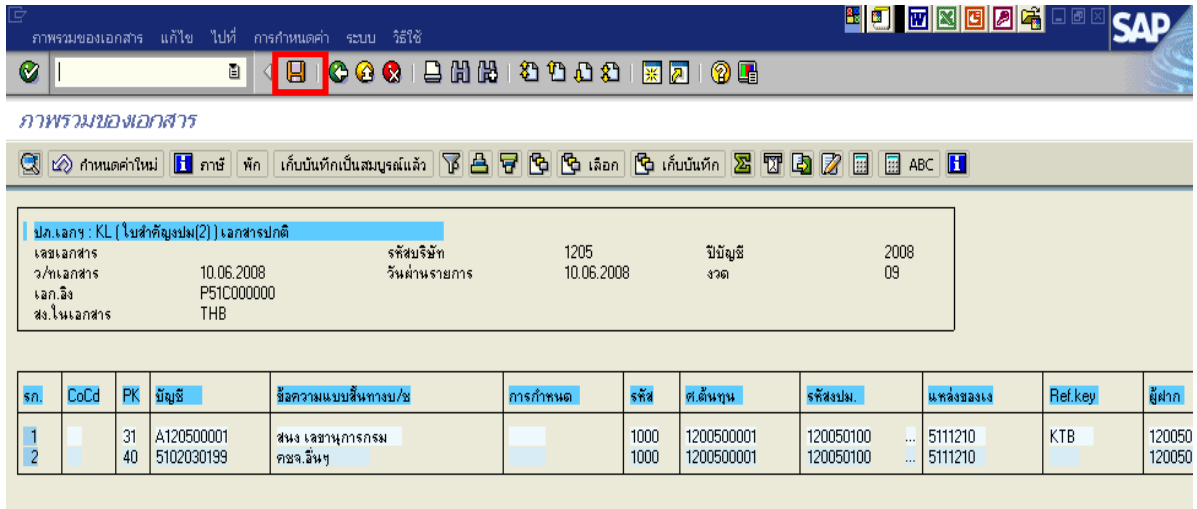 ภาพรวมของเอกสาร แก้ไข ไปที่ การกำหนดค่า ระบบ วิธีใช้
SAP
ภาพรวมของเอกสาร
กำหนดค่าใหม่ ภาษี พัก เก็บบันทึกเป็นสมบูรณ์แล้ว เลือก เก็บบันทึก ABC
ปภ.เอกฯ : KL ( ใบสำคัญงปม(2) ) เอกสารปกติ
เลขเอกสาร รหัสบริษัท 1205 ปีบัญชี 2008
ว/ทเอกสาร 10.06.2008 วันผ่านรายการ 10.06.2008 งวด 09
เอก.อิง P51C000000
สง.ในเอกสาร THB
รก. CoCd PK บัญชี ข้อความแบบสั้นทางบ/ช การกำหนด รหัส ศ.ต้นทุน รหัสงปม. แหล่งของเง Ref.key ผู้ฝาก
1 31 A120500001 สนง เลขานุการกรม 1000 1200500001 120050100 ... 5111210 KTB 120050
2 40 5102030199 คชจ.อื่นๆ 1000 1200500001 120050100 ... 5111210 120050